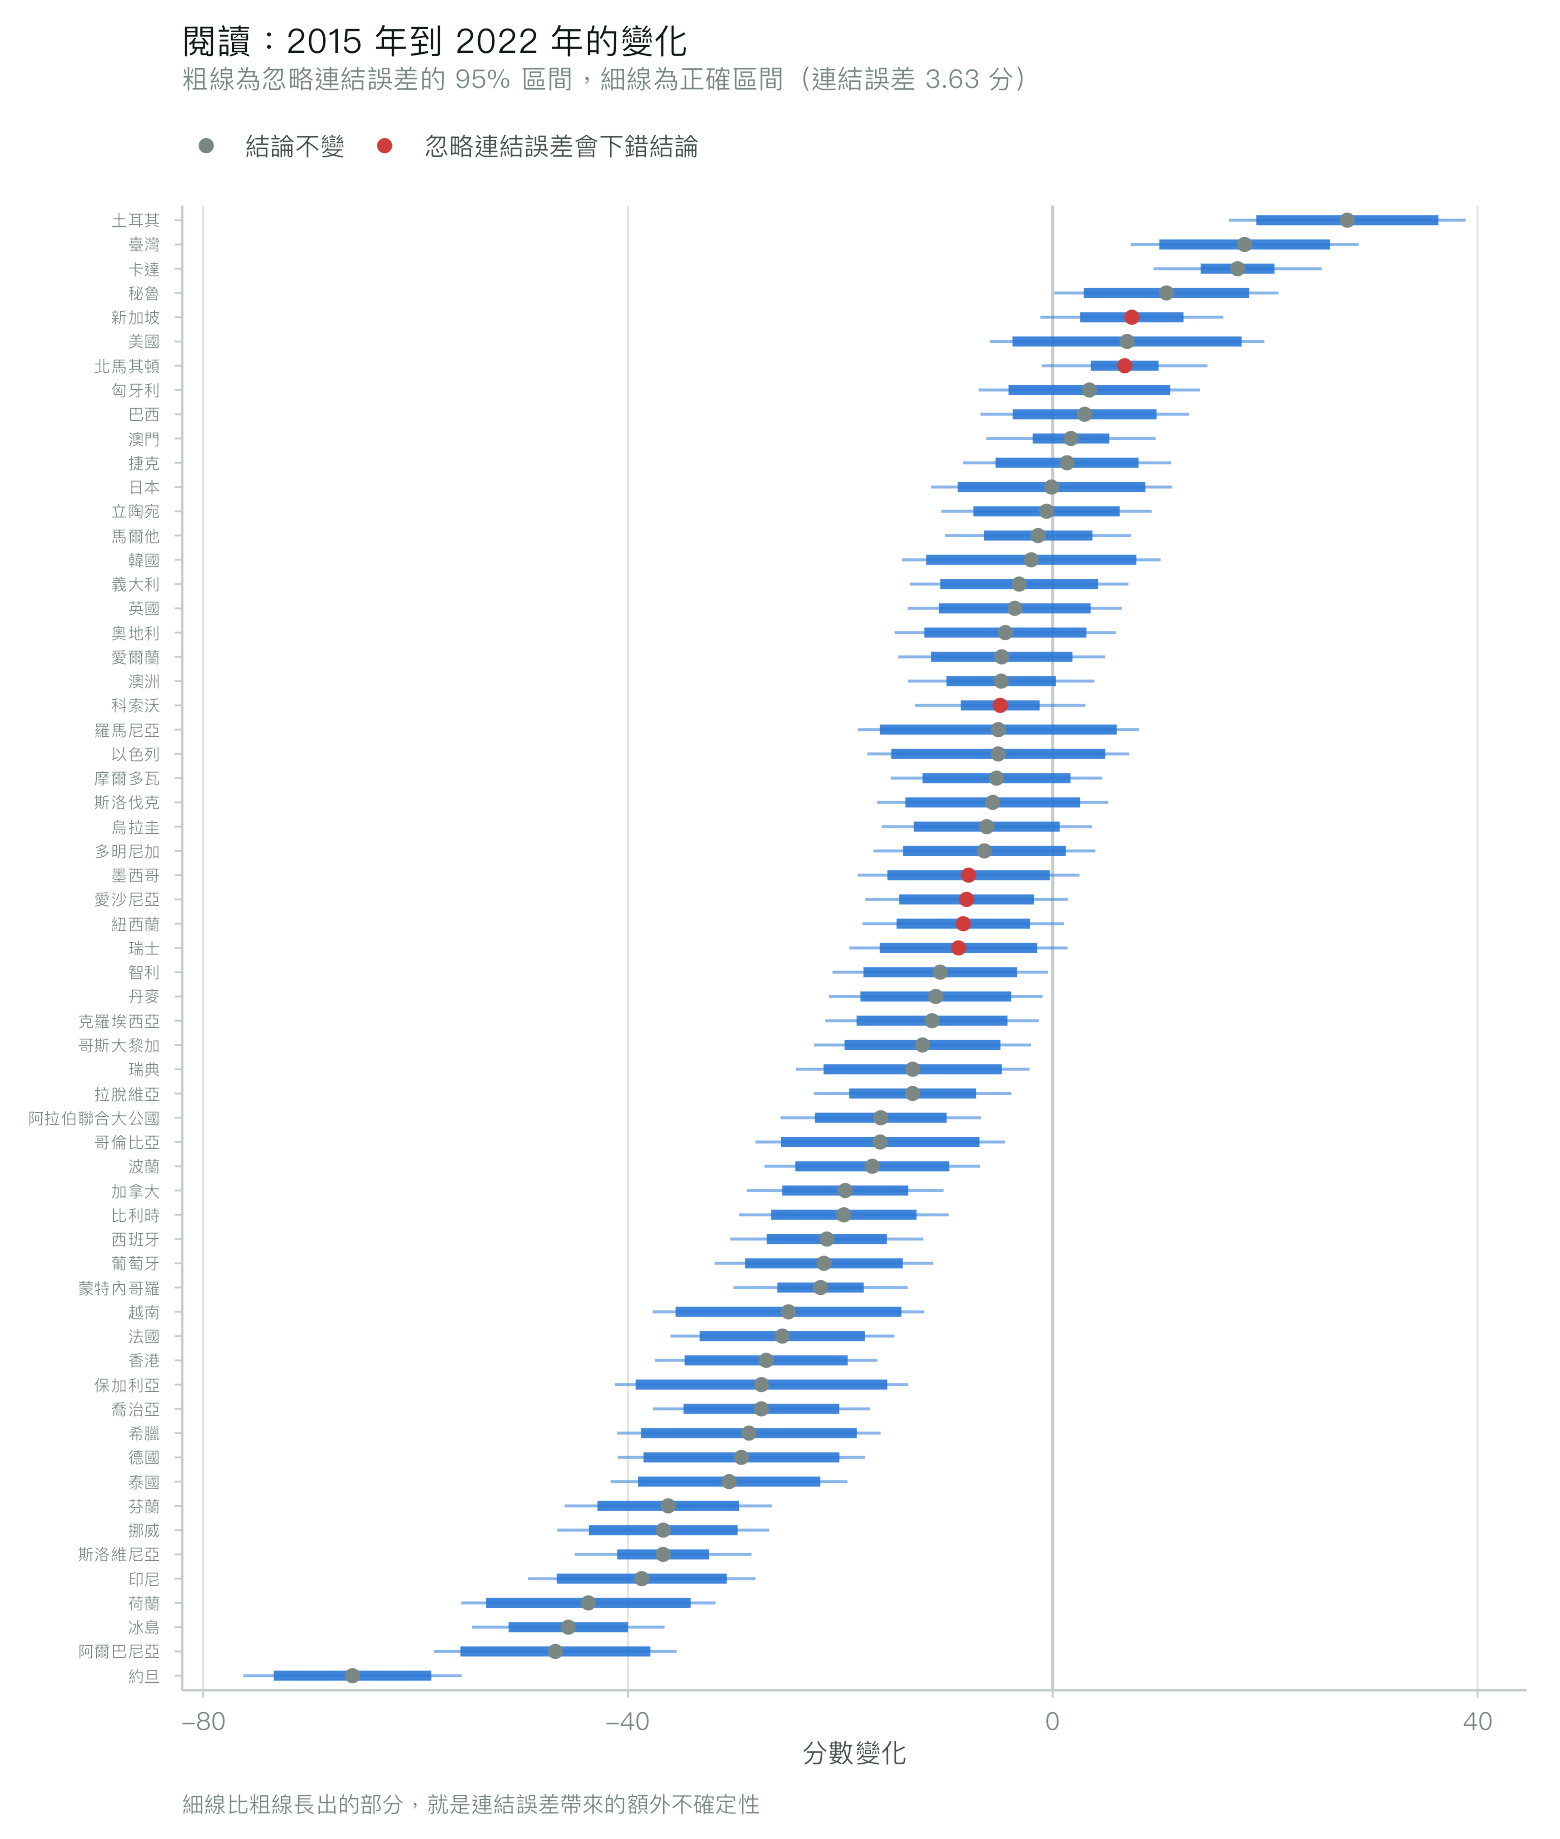 閱讀：2015 年到 2022 年的變化
粗線為忽略連結誤差的 95% 區間，細線為正確區間（連結誤差 3.63 分）
結論不變
忽略連結誤差會下錯結論
土耳其
臺灣
卡達
秘魯
新加坡
美國
北馬其頓
匈牙利
巴西
澳門
捷克
日本
立陶宛
馬爾他
韓國
義大利
英國
奧地利
愛爾蘭
澳洲
科索沃
羅馬尼亞
以色列
摩爾多瓦
斯洛伐克
烏拉圭
多明尼加
墨西哥
愛沙尼亞
紐西蘭
瑞士
智利
丹麥
克羅埃西亞
哥斯大黎加
瑞典
拉脫維亞
阿拉伯聯合大公國
哥倫比亞
波蘭
加拿大
比利時
西班牙
葡萄牙
蒙特內哥羅
越南
法國
香港
保加利亞
喬治亞
希臘
德國
泰國
芬蘭
挪威
斯洛維尼亞
印尼
荷蘭
冰島
阿爾巴尼亞
約旦
−80
−40
0
40
分數變化
細線比粗線長出的部分，就是連結誤差帶來的額外不確定性